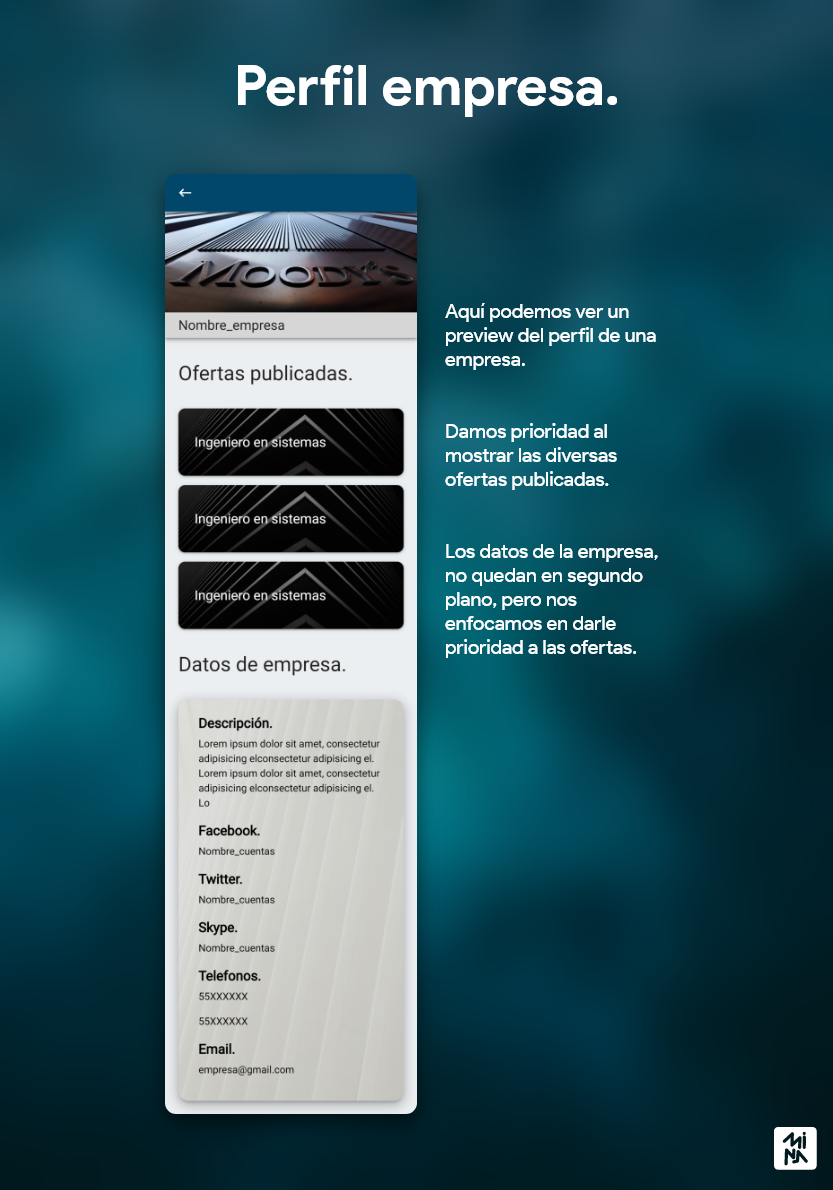 Perfil empresa.
MOODY'S
Nombre_empresa
Ofertas publicadas.
Ingeniero en sistemas
Ingeniero en sistemas
Ingeniero en sistemas
Datos de empresa.
Descripción.
Lorem ipsum dolor sit amet, consectetur
adipisicing elconsectetur adipisicing el.
Lorem ipsum dolor sit amet, consectetur
adipisicing elconsectetur adipisicing el.
Lo
Facebook.
Nombre_cuentas
Twitter.
Nombre_cuentas
Skype.
Nombre_cuentas
Telefonos.
55XXXXXX
55XXXXXX
Email.
empresa@gmail.com
Aquí podemos ver un
preview del perfil de una
empresa.
Damos prioridad al
mostrar las diversas
ofertas publicadas.
Los datos de la empresa,
no quedan en segundo
plano, pero nos
enfocamos en darle
prioridad a las ofertas.
Mi
NA